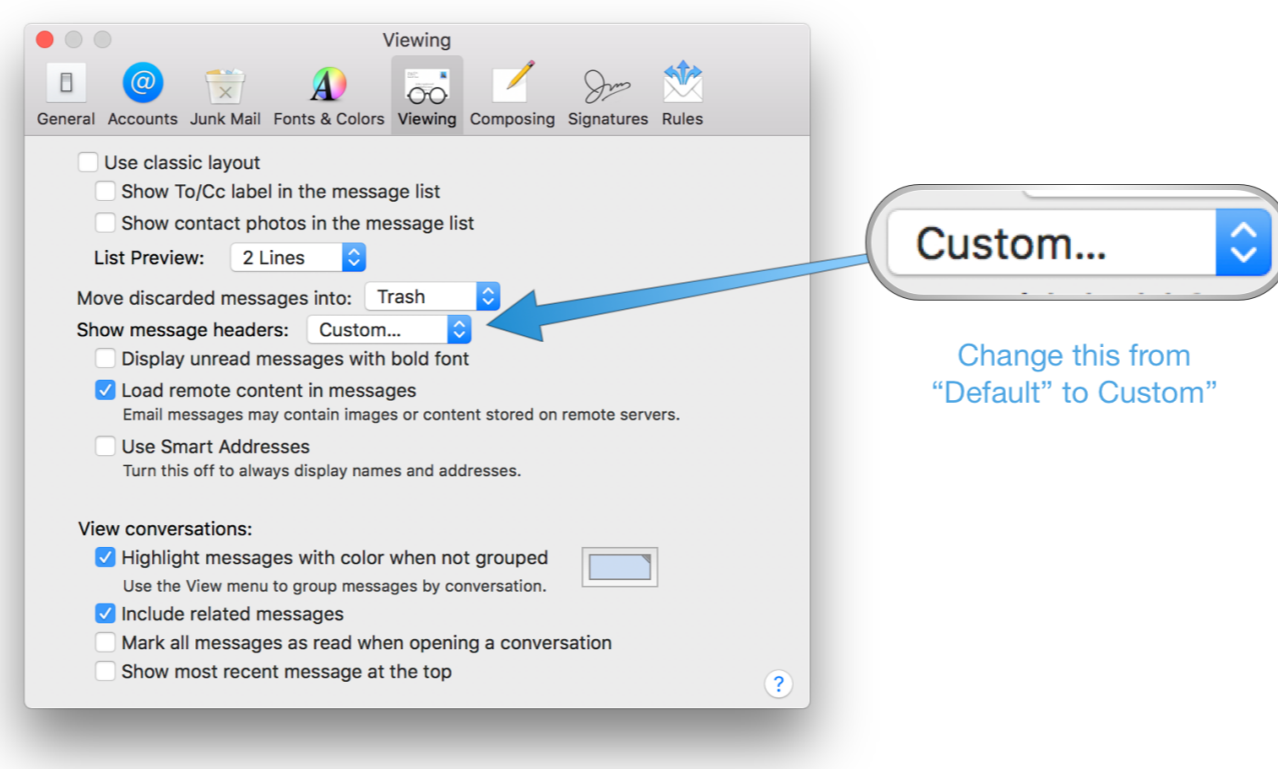 Viewing
General Accounts Junk Mail Fonts & Colors Viewing Composing Signatures Rules
Use classic layout
Show To/Cc label in the message list
Show contact photos in the message list
List Preview: 2 Lines
Move discarded messages into: Trash
Show message headers: Custom...
Display unread messages with bold font
Load remote content in messages
Email messages may contain images or content stored on remote servers.
Use Smart Addresses
Turn this off to always display names and addresses.
View conversations:
Highlight messages with color when not grouped
Use the View menu to group messages by conversation.
Include related messages
Mark all messages as read when opening a conversation
Show most recent message at the top
?
Custom...
Change this from
“Default” to Custom”